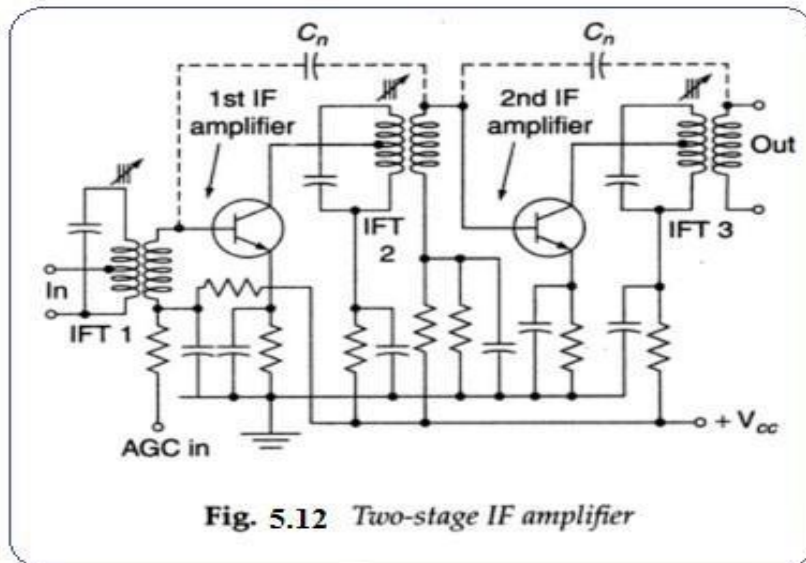 Cn
Cn
1st IF
amplifier
2nd IF
amplifier
Out
IFT
2
IFT 3
In
IFT 1
AGC in
+ Vcc
Fig. 5.12 Two-stage IF amplifier